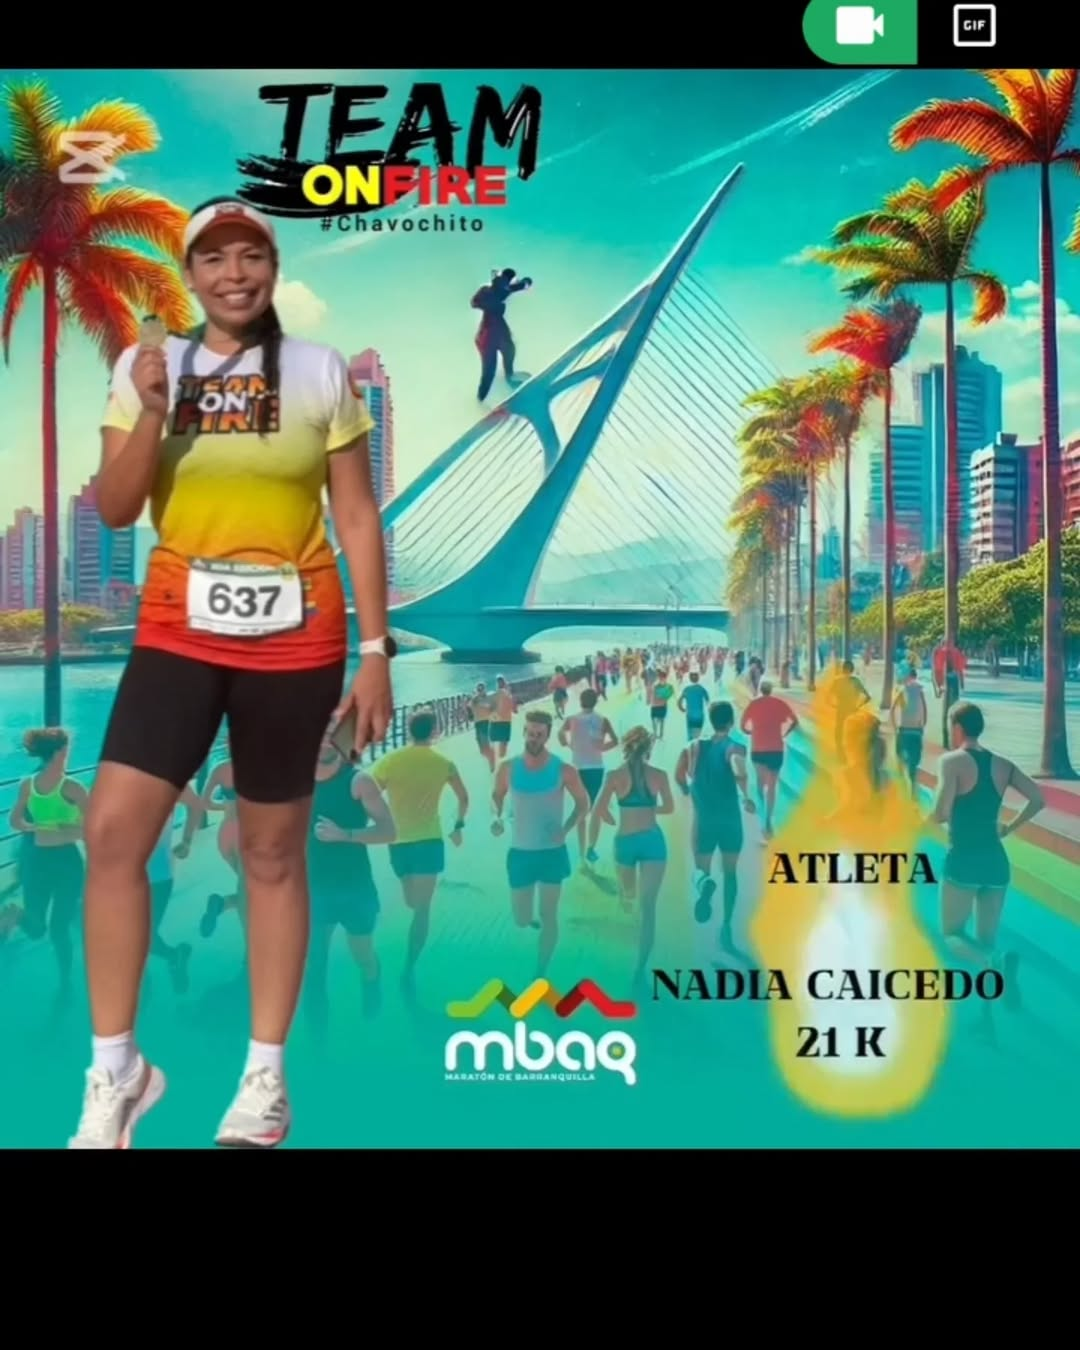 GIF
TEAM
ONFIRE
#Chavochito
TEAM
ON
FIRE
637
ATLETA
NADIA CAICEDO
21 K
mbaq
MARATÓN DE BARRANQUILLA